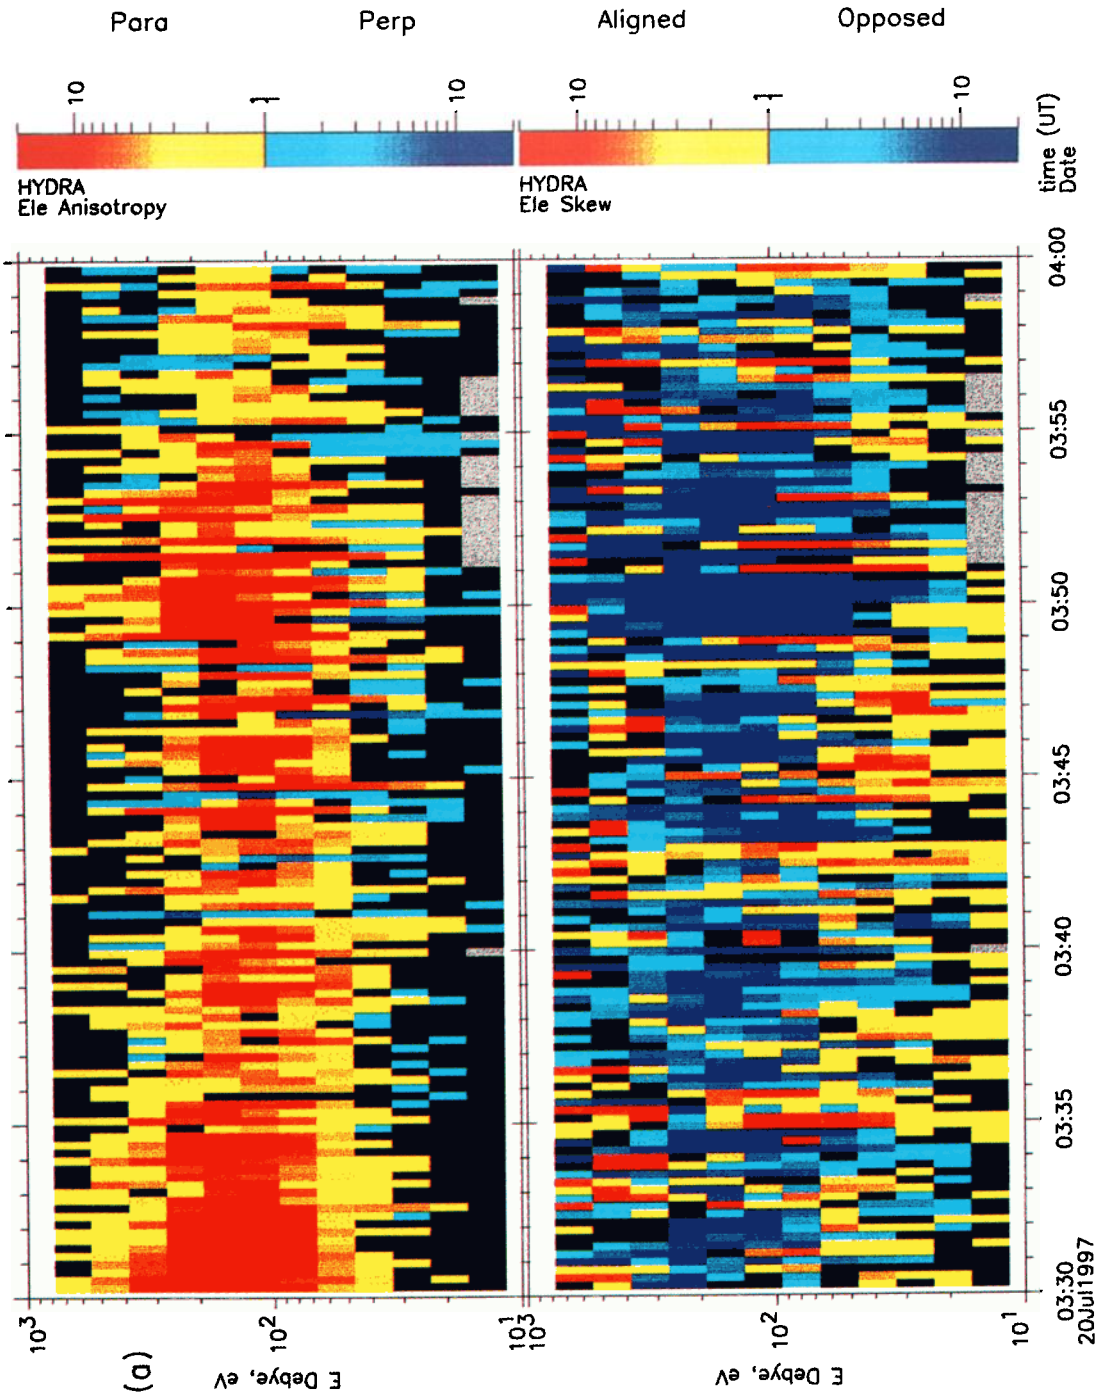 Para
Perp
Aligned
Opposed
10
1
10
10
1
10
HYDRA
Ele Anisotropy
HYDRA
Ele Skew
time (UT)
Date
(a)
10³
10²
10¹
E Debye, eV
10³
10²
10¹
E Debye, eV
03:30
03:35
03:40
03:45
03:50
03:55
04:00
20Jul1997